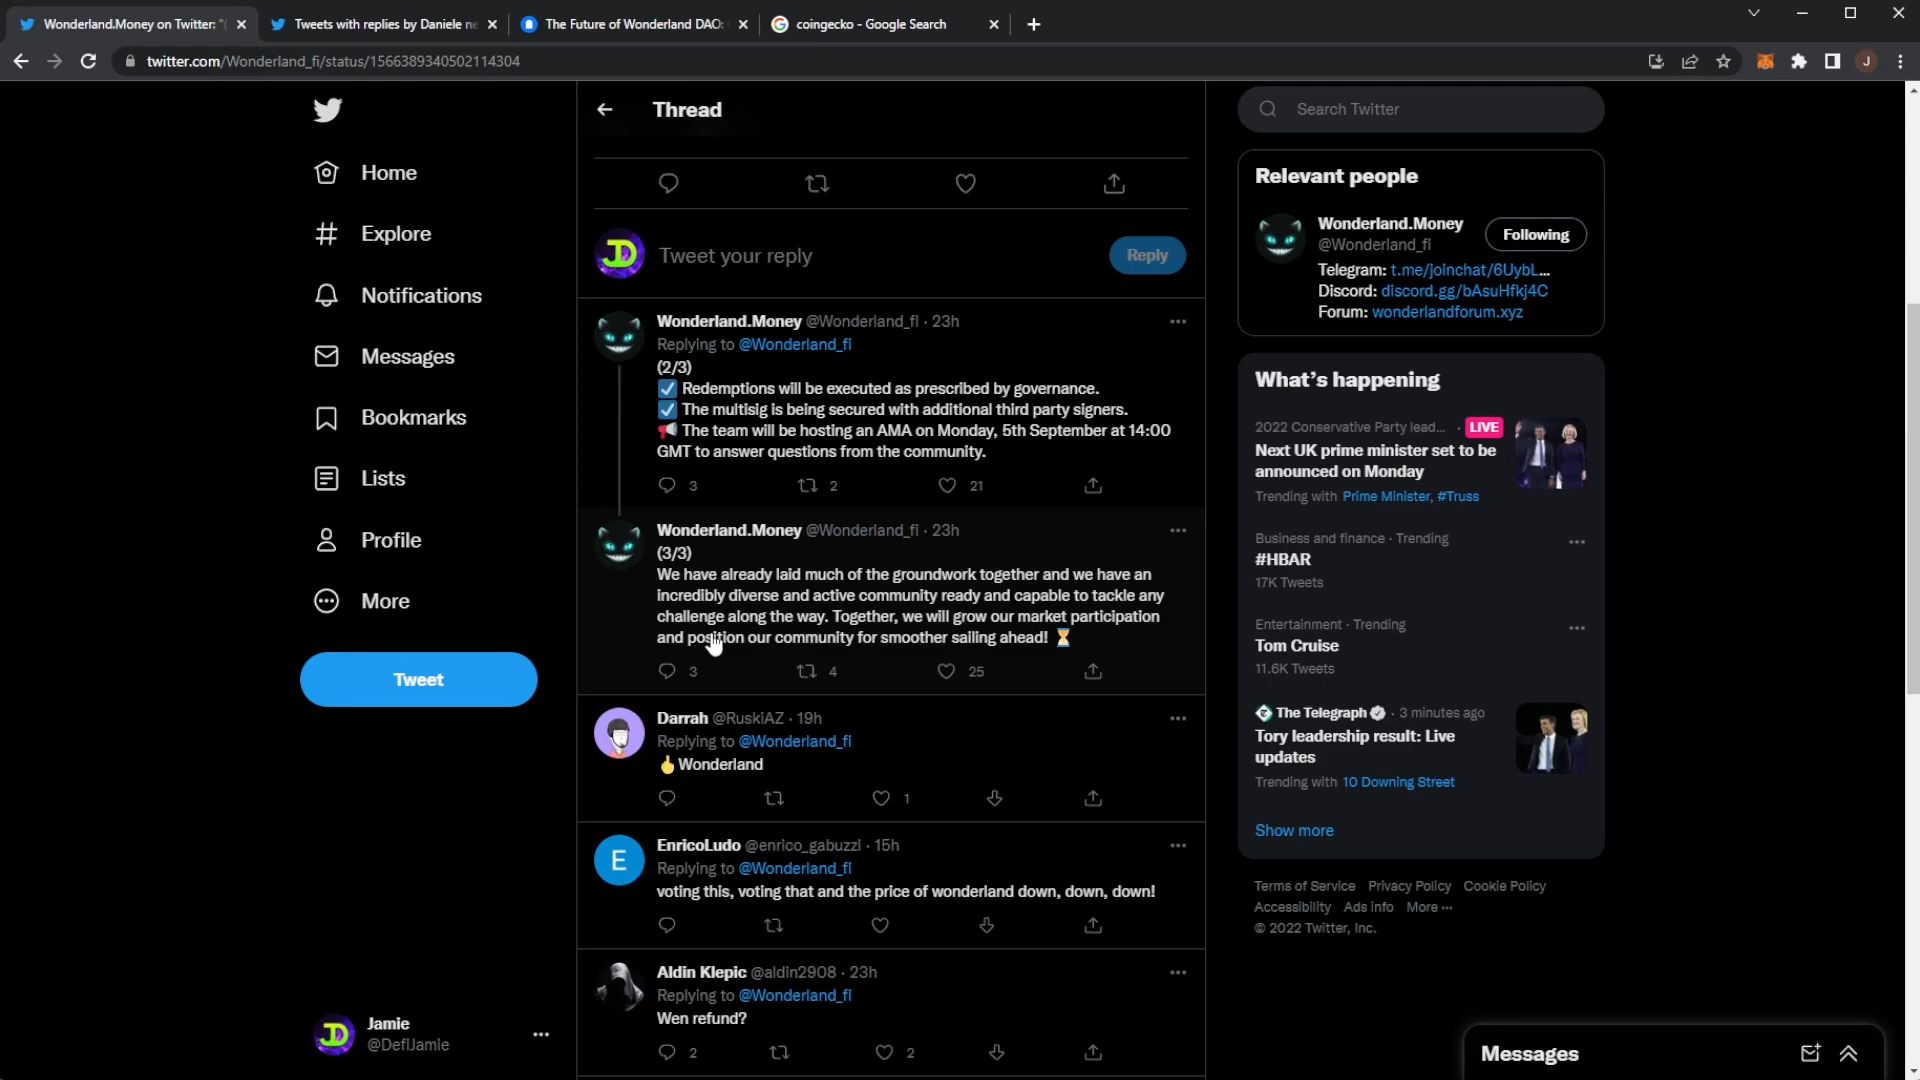 Wonderland.Money on Twitter: "(
Tweets with replies by Daniele ne
The Future of Wonderland DAO:
coingecko - Google Search
twitter.com/Wonderland_fi/status/1566389340502114304
J
Thread
Home
Explore
Notifications
Messages
Bookmarks
Lists
Profile
More
Tweet
Jamie
@DefiJamie
JD
Tweet your reply
Reply
Wonderland.Money @Wonderland_fi · 23h
Replying to @Wonderland_fi
(2/3)
☑️ Redemptions will be executed as prescribed by governance.
☑️ The multisig is being secured with additional third party signers.
📢 The team will be hosting an AMA on Monday, 5th September at 14:00
GMT to answer questions from the community.
3 2 21
Wonderland.Money @Wonderland_fi · 23h
(3/3)
We have already laid much of the groundwork together and we have an
incredibly diverse and active community ready and capable to tackle any
challenge along the way. Together, we will grow our market participation
and position our community for smoother sailing ahead! ⏳
3 4 25
Darrah @RuskiAZ · 19h
Replying to @Wonderland_fi
🖕Wonderland
1
E
EnricoLudo @enrico_gabuzzi · 15h
Replying to @Wonderland_fi
voting this, voting that and the price of wonderland down, down, down!
Aldin Klepic @aldin2908 · 23h
Replying to @Wonderland_fi
Wen refund?
2 2
Search Twitter
Relevant people
Wonderland.Money
@Wonderland_fi
Following
Telegram: t.me/joinchat/6UybL...
Discord: discord.gg/bAsuHfkj4C
Forum: wonderlandforum.xyz
What's happening
2022 Conservative Party lead... · LIVE
Next UK prime minister set to be
announced on Monday
Trending with Prime Minister, #Truss
Business and finance · Trending
#HBAR
17K Tweets
Entertainment · Trending
Tom Cruise
11.6K Tweets
The Telegraph · 3 minutes ago
Tory leadership result: Live
updates
Trending with 10 Downing Street
Show more
Terms of Service Privacy Policy Cookie Policy
Accessibility Ads info More ···
© 2022 Twitter, Inc.
Messages